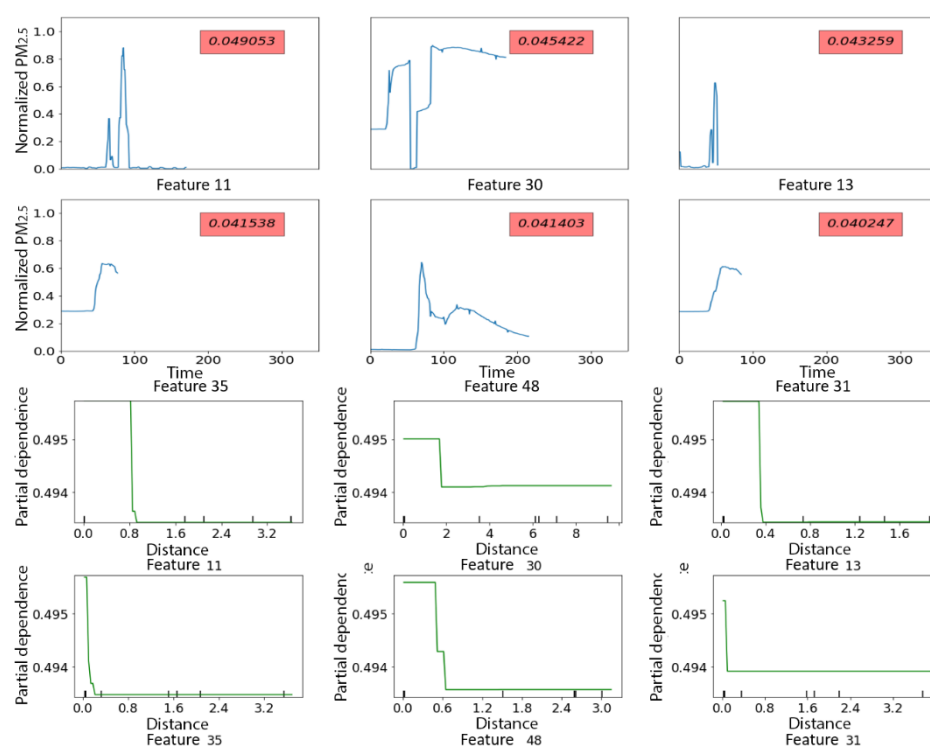 1.0
0.8
0.6
0.4
0.2
0.0
Normalized PM2.5
0.049053
0.045422
0.043259
Feature 11
Feature 30
Feature 13
1.0
0.8
0.6
0.4
0.2
0.0
Normalized PM2.5
0.041538
0.041403
0.040247
0 100 200 300
0 100 200 300
0 100 200 300
Time
Time
Time
Feature 35
Feature 48
Feature 31
Partial dependence
0.495
0.494
Partial dependence
0.495
0.494
Partial dependence
0.495
0.494
0.0 0.8 1.6 2.4 3.2
0 2 4 6 8
0.0 0.4 0.8 1.2 1.6
Distance
Distance
Distance
Feature 11
Feature 30
Feature 13
Partial dependence
0.495
0.494
Partial dependence
0.495
0.494
Partial dependence
0.495
0.494
0.0 0.8 1.6 2.4 3.2
0.0 0.6 1.2 1.8 2.4 3.0
0.0 0.8 1.6 2.4 3.2 4.0
Distance
Distance
Distance
Feature 35
Feature 48
Feature 31